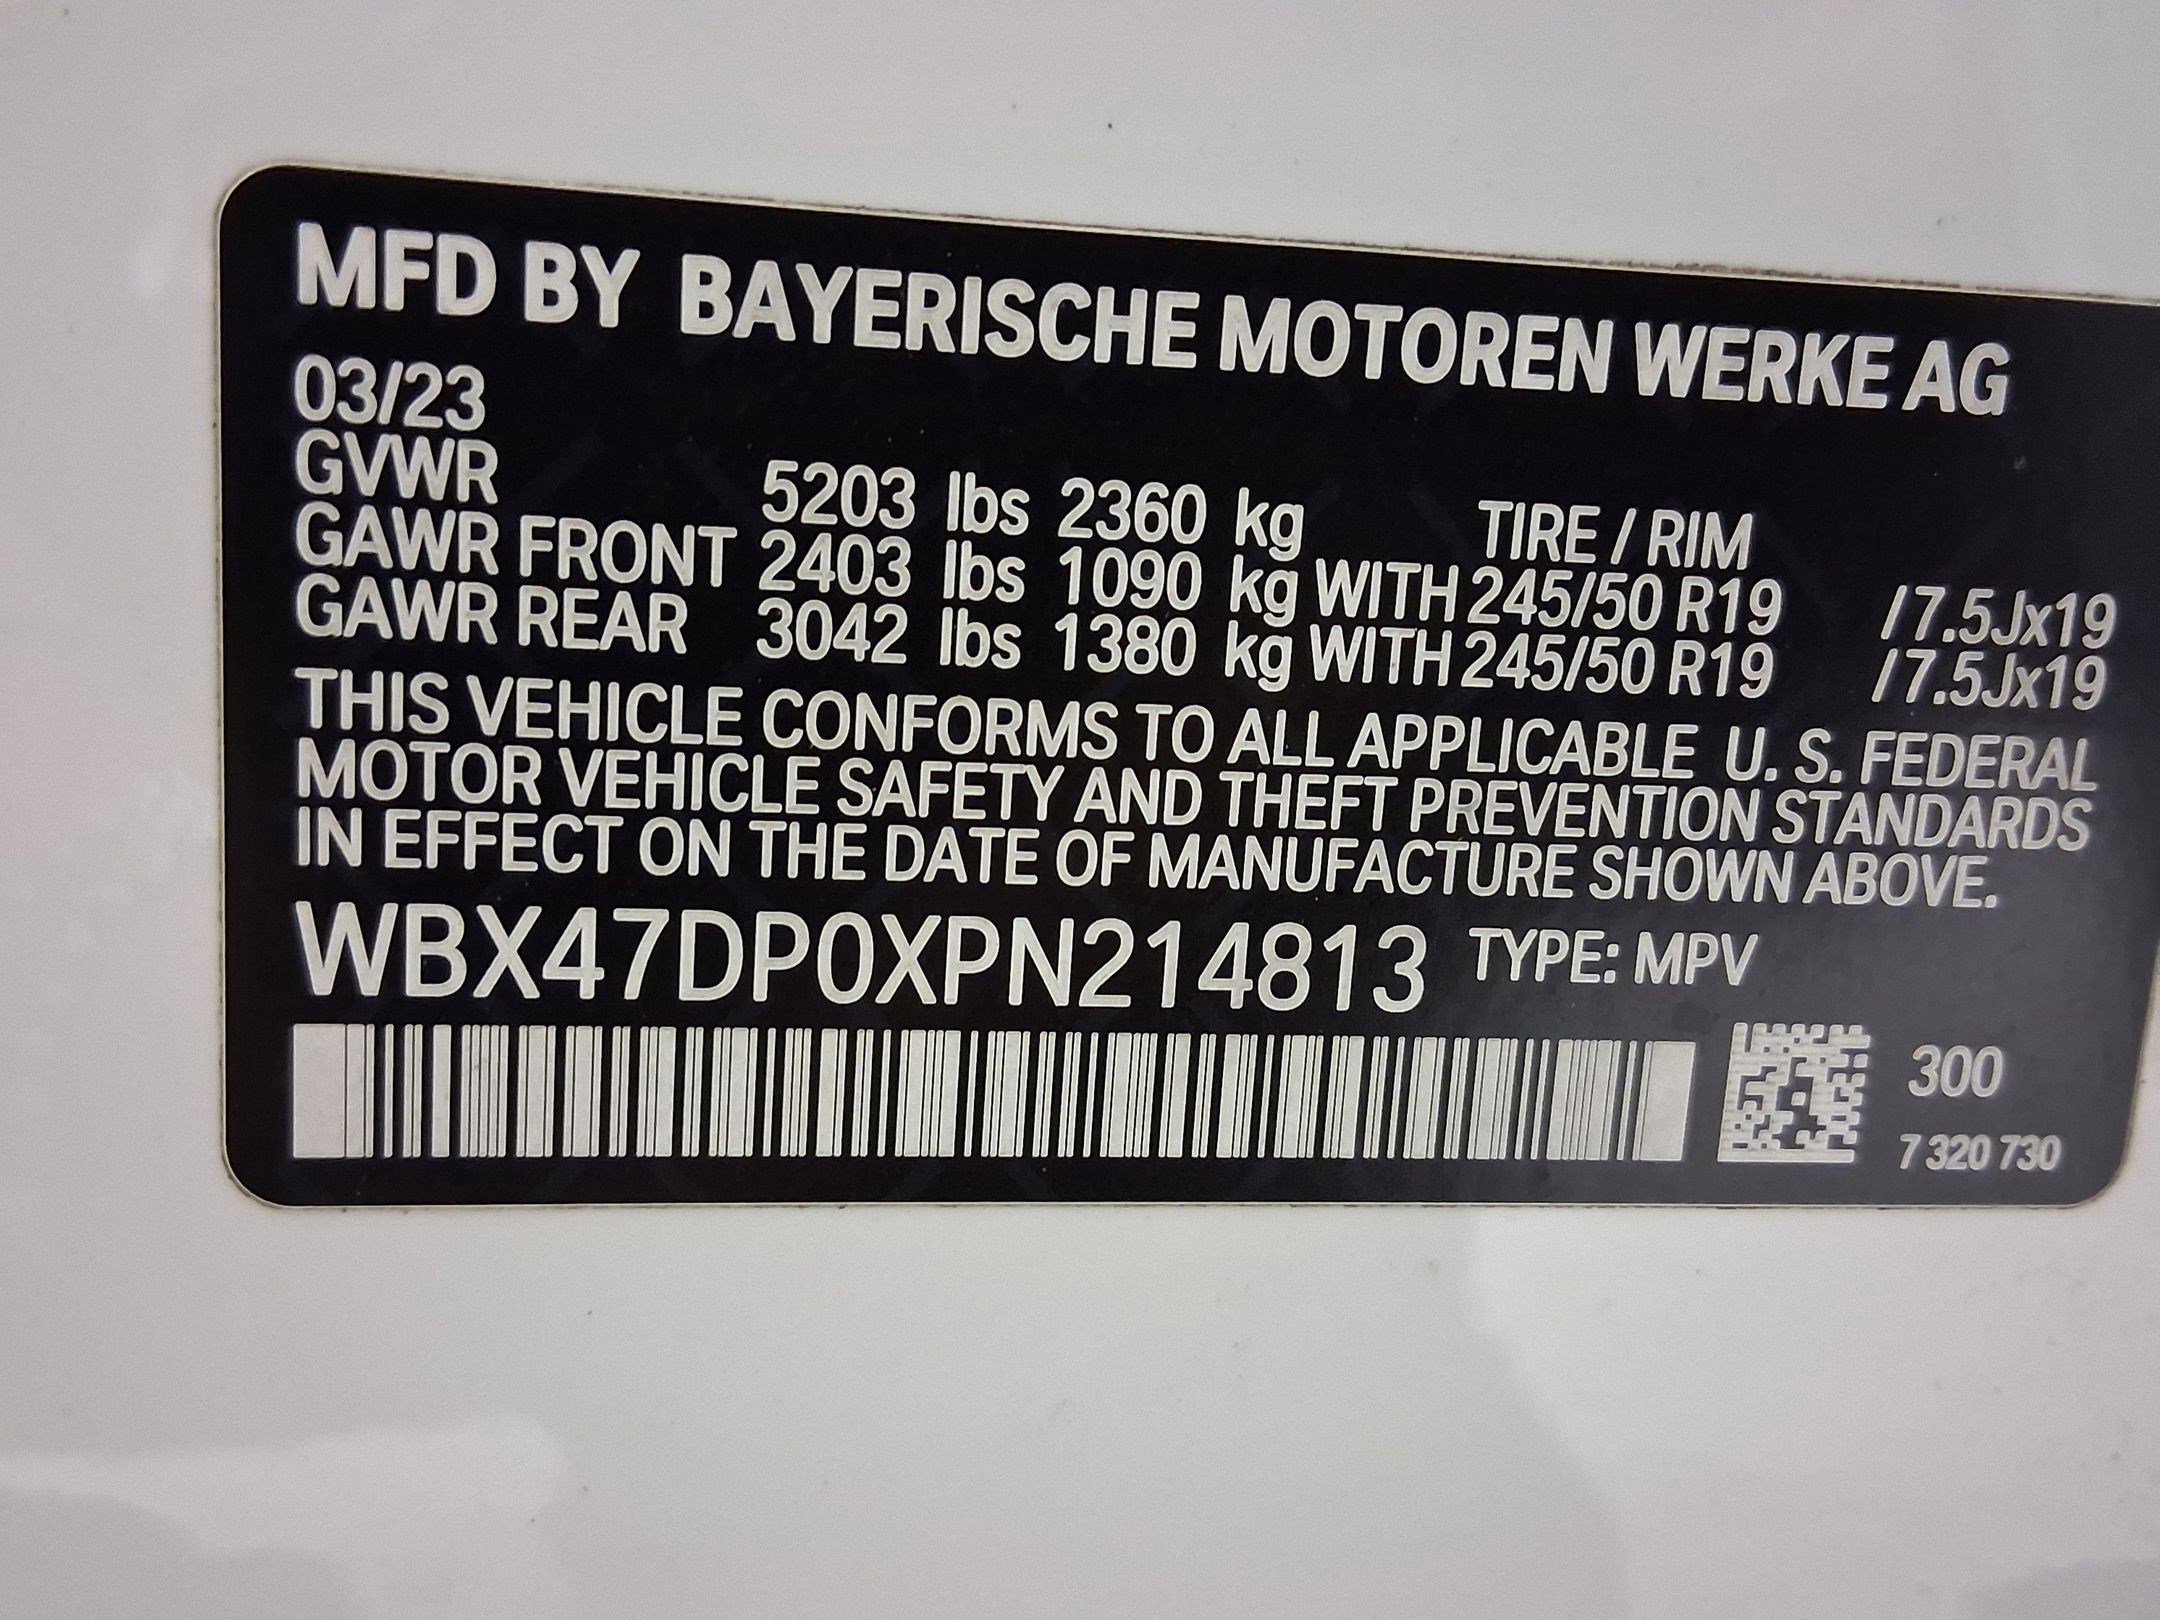 MFD BY BAYERISCHE MOTOREN WERKE AG
03/23
GVWR 5203 lbs 2360 kg TIRE / RIM
GAWR FRONT 2403 lbs 1090 kg WITH 245/50 R19 /7.5Jx19
GAWR REAR 3042 lbs 1380 kg WITH 245/50 R19 /7.5Jx19
THIS VEHICLE CONFORMS TO ALL APPLICABLE U. S. FEDERAL
MOTOR VEHICLE SAFETY AND THEFT PREVENTION STANDARDS
IN EFFECT ON THE DATE OF MANUFACTURE SHOWN ABOVE.
WBX47DP0XPN214813 TYPE: MPV
300
7 320 730